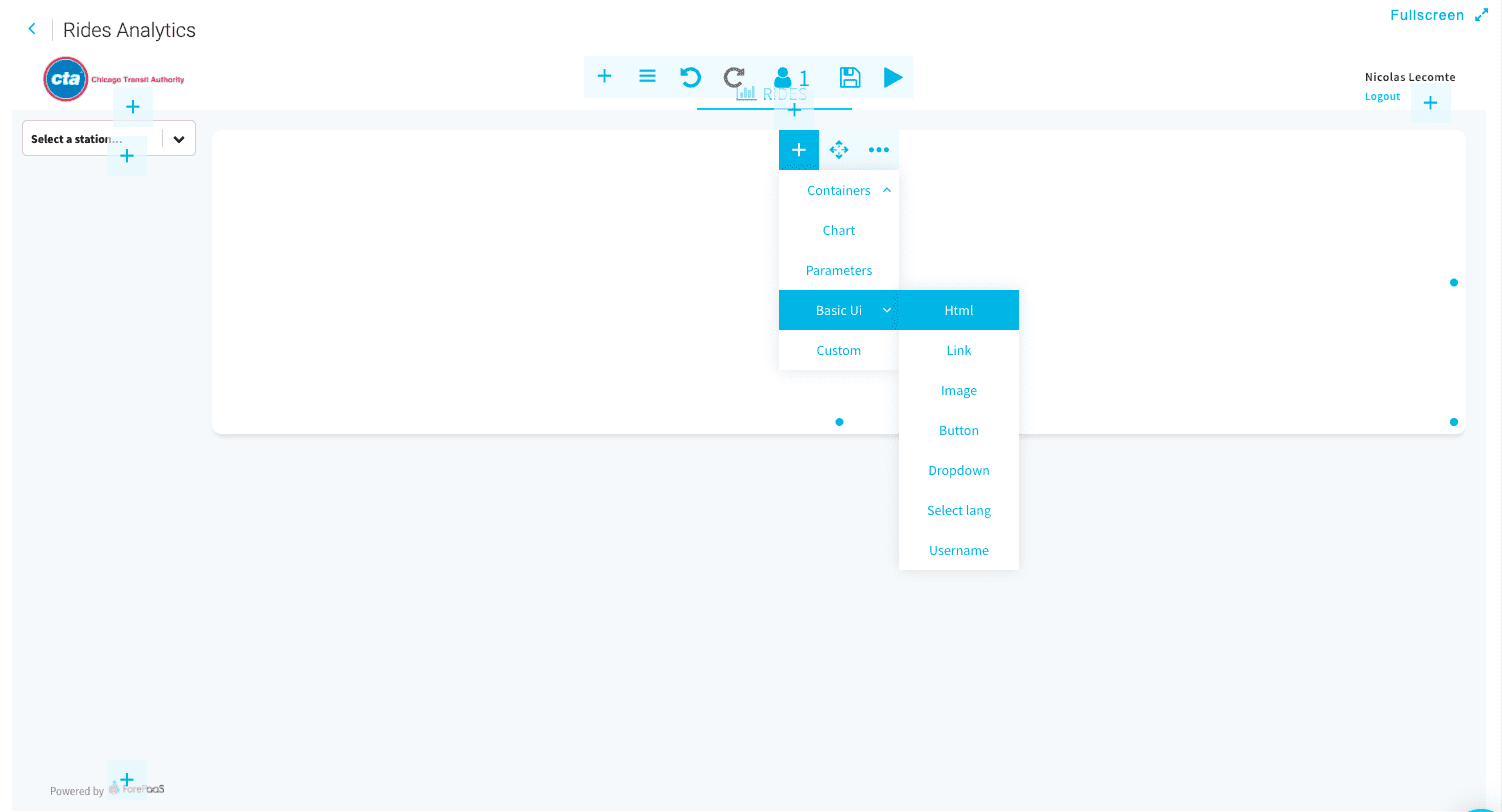 Rides Analytics
Fullscreen
cta
Chicago Transit Authority
1
RIDES
Nicolas Lecomte
Logout
Select a station...
Containers
Chart
Parameters
Basic Ui
Custom
Html
Link
Image
Button
Dropdown
Select lang
Username
Powered by ForePaaS